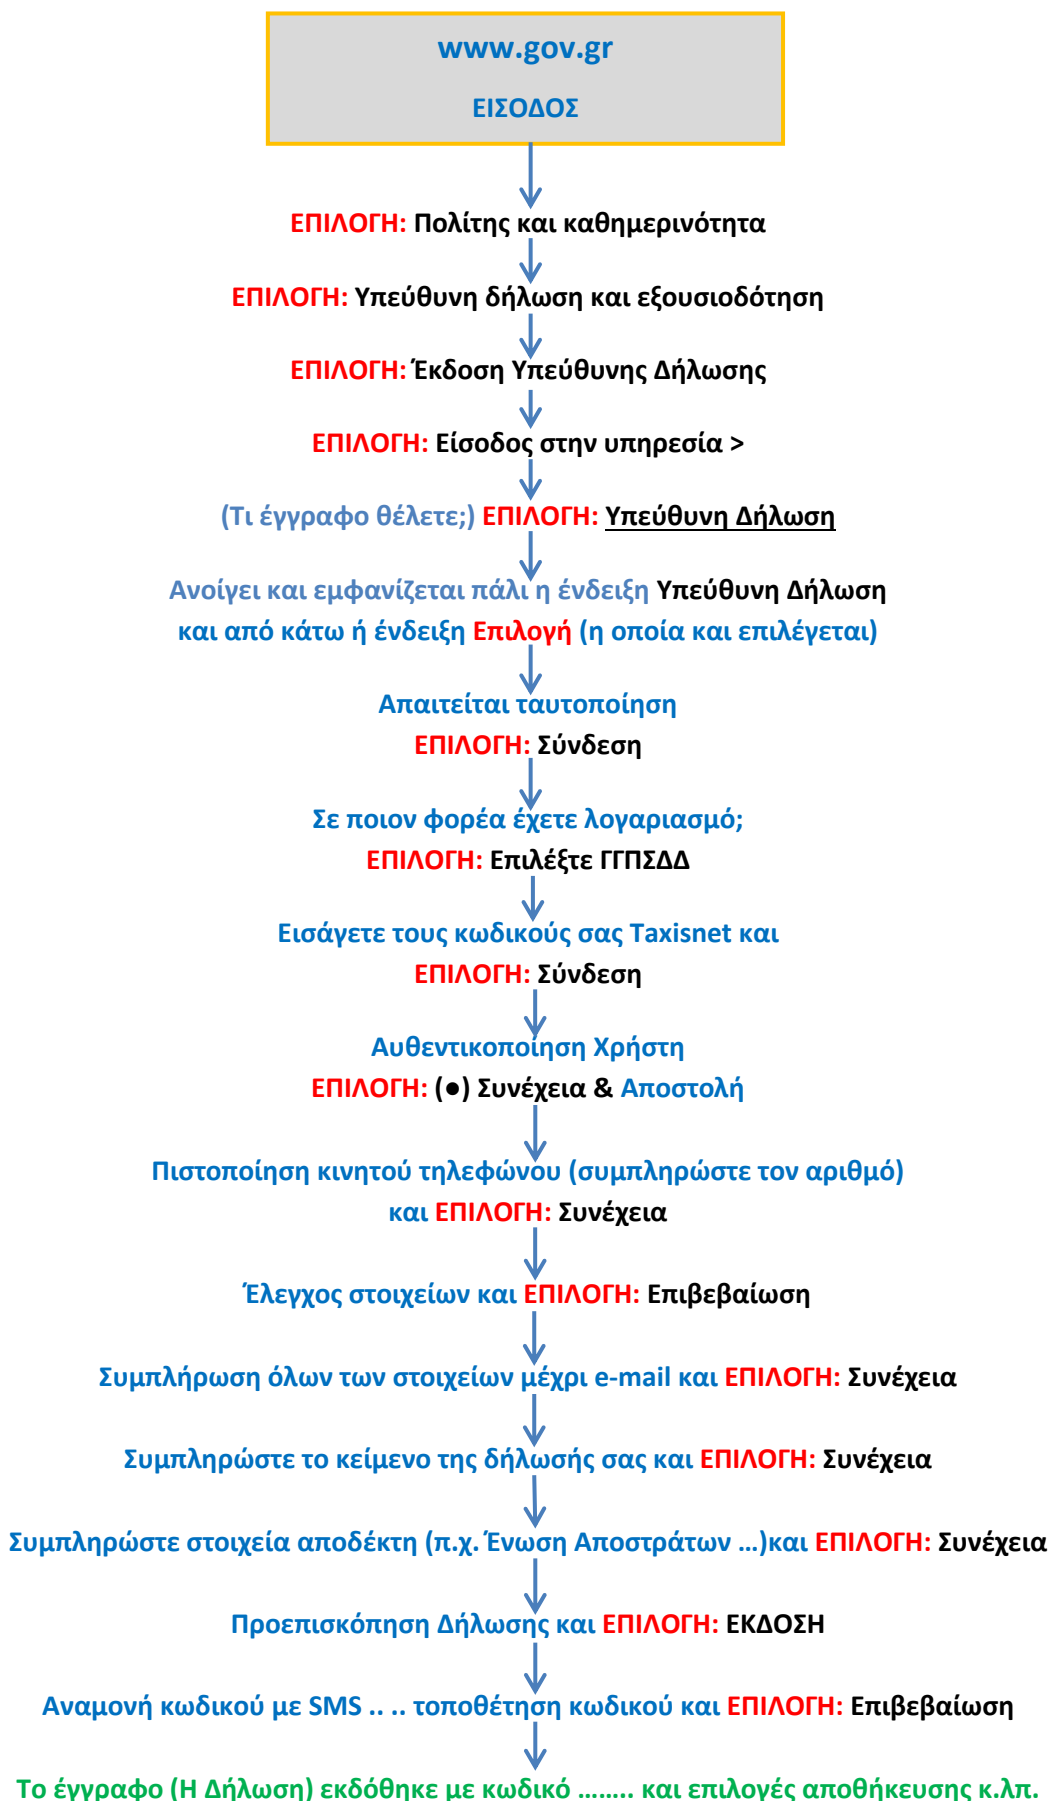 www.gov.gr
ΕΙΣΟΔΟΣ
ΕΠΙΛΟΓΗ: Πολίτης και καθημερινότητα
ΕΠΙΛΟΓΗ: Υπεύθυνη δήλωση και εξουσιοδότηση
ΕΠΙΛΟΓΗ: Έκδοση Υπεύθυνης Δήλωσης
ΕΠΙΛΟΓΗ: Είσοδος στην υπηρεσία >
(Τι έγγραφο θέλετε;) ΕΠΙΛΟΓΗ: Υπεύθυνη Δήλωση
Ανοίγει και εμφανίζεται πάλι η ένδειξη Υπεύθυνη Δήλωση
και από κάτω ή ένδειξη Επιλογή (η οποία και επιλέγεται)
Απαιτείται ταυτοποίηση
ΕΠΙΛΟΓΗ: Σύνδεση
Σε ποιον φορέα έχετε λογαριασμό;
ΕΠΙΛΟΓΗ: Επιλέξτε ΓΓΠΣΔΔ
Εισάγετε τους κωδικούς σας Taxisnet και
ΕΠΙΛΟΓΗ: Σύνδεση
Αυθεντικοποίηση Χρήστη
ΕΠΙΛΟΓΗ: (●) Συνέχεια & Αποστολή
Πιστοποίηση κινητού τηλεφώνου (συμπληρώστε τον αριθμό)
και ΕΠΙΛΟΓΗ: Συνέχεια
Έλεγχος στοιχείων και ΕΠΙΛΟΓΗ: Επιβεβαίωση
Συμπλήρωση όλων των στοιχείων μέχρι e-mail και ΕΠΙΛΟΓΗ: Συνέχεια
Συμπληρώστε το κείμενο της δήλωσής σας και ΕΠΙΛΟΓΗ: Συνέχεια
Συμπληρώστε στοιχεία αποδέκτη (π.χ. Ένωση Αποστράτων ...)και ΕΠΙΛΟΓΗ: Συνέχεια
Προεπισκόπηση Δήλωσης και ΕΠΙΛΟΓΗ: ΕΚΔΟΣΗ
Αναμονή κωδικού με SMS .. .. τοποθέτηση κωδικού και ΕΠΙΛΟΓΗ: Επιβεβαίωση
Το έγγραφο (Η Δήλωση) εκδόθηκε με κωδικό ........ και επιλογές αποθήκευσης κ.λπ.